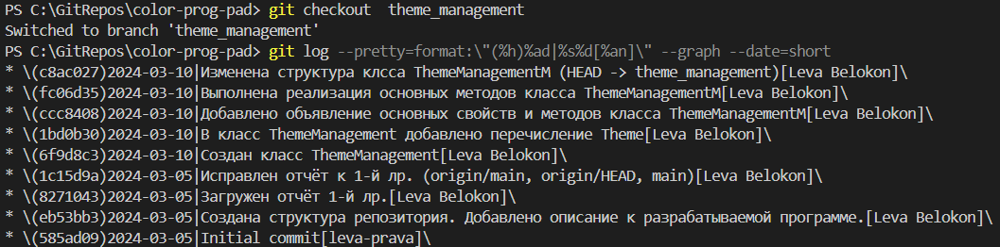 PS C:\GitRepos\color-prog-pad> git checkout  theme_management
Switched to branch 'theme_management'
PS C:\GitRepos\color-prog-pad> git log --pretty=format:\"(%h)%ad|%s%d[%an]\" --graph --date=short
* \(c8ac027)2024-03-10|Изменена структура клсса ThemeManagementM (HEAD -> theme_management)[Leva Belokon]\
* \(fc06d35)2024-03-10|Выполнена реализация основных методов класса ThemeManagementM[Leva Belokon]\
* \(ccc8408)2024-03-10|Добавлено объявление основных свойств и методов класса ThemeManagementM[Leva Belokon]\
* \(1bd0b30)2024-03-10|В класс ThemeManagement добавлено перечисление Theme[Leva Belokon]\
* \(6f9d8c3)2024-03-10|Создан класс ThemeManagement[Leva Belokon]\
* \(1c15d9a)2024-03-05|Исправлен отчёт к 1-й лр. (origin/main, origin/HEAD, main)[Leva Belokon]\
* \(8271043)2024-03-05|Загружен отчёт 1-й лр.[Leva Belokon]\
* \(eb53bb3)2024-03-05|Создана структура репозитория. Добавлено описание к разрабатываемой программе.[Leva Belokon]\
* \(585ad09)2024-03-05|Initial commit[leva-prava]\